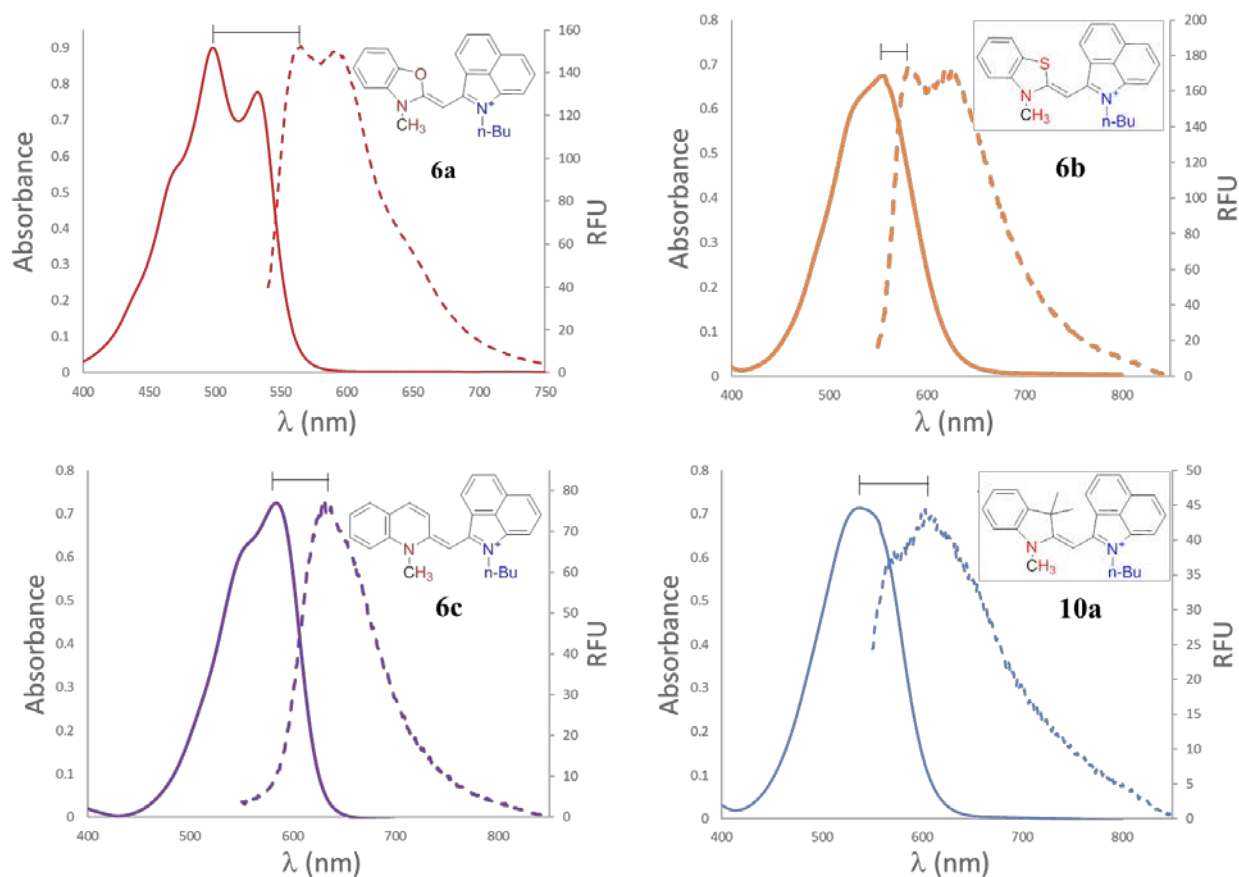 0.9
0.8
0.7
0.6
0.5
0.4
0.3
0.2
0.1
0
Absorbance
400 450 500 550 600 650 700 750
λ (nm)
160
140
120
100
80
60
40
20
0
RFU
O
N
CH3
N+
n-Bu
6a
0.8
0.7
0.6
0.5
0.4
0.3
0.2
0.1
0
Absorbance
400 500 600 700 800
λ (nm)
200
180
160
140
120
100
80
60
40
20
0
RFU
S
N
CH3
N+
n-Bu
6b
0.8
0.7
0.6
0.5
0.4
0.3
0.2
0.1
0
Absorbance
400 500 600 700 800
λ (nm)
80
70
60
50
40
30
20
10
0
RFU
N
CH3
N+
n-Bu
6c
0.8
0.7
0.6
0.5
0.4
0.3
0.2
0.1
0
Absorbance
400 500 600 700 800
λ (nm)
50
45
40
35
30
25
20
15
10
5
0
RFU
N
CH3
N+
n-Bu
10a